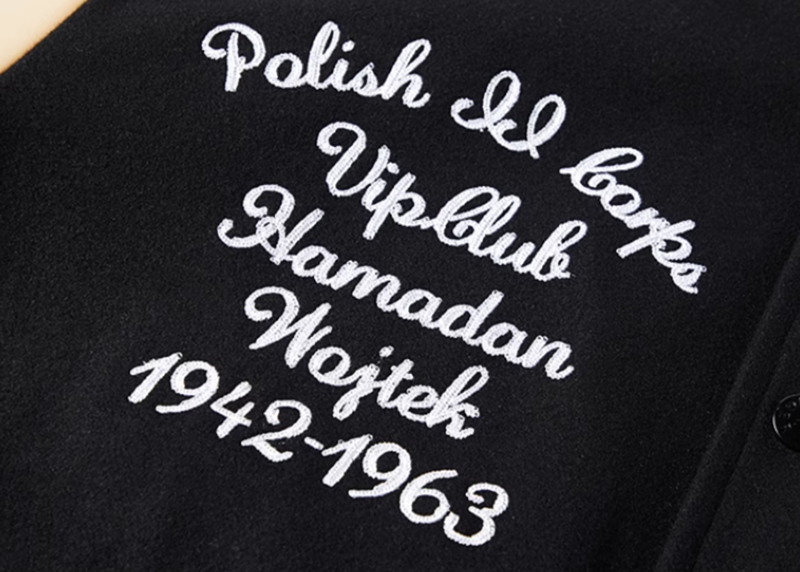 Polish II Corps
VipClub
Hamadan
Wojtek
1942-1963